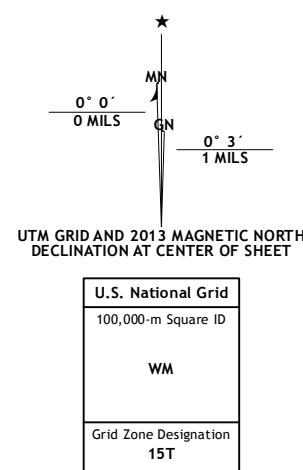 MN
0° 0´
0 MILS
GN
0° 3´
1 MILS
UTM GRID AND 2013 MAGNETIC NORTH
DECLINATION AT CENTER OF SHEET
U.S. National Grid
100,000-m Square ID
WM
Grid Zone Designation
15T